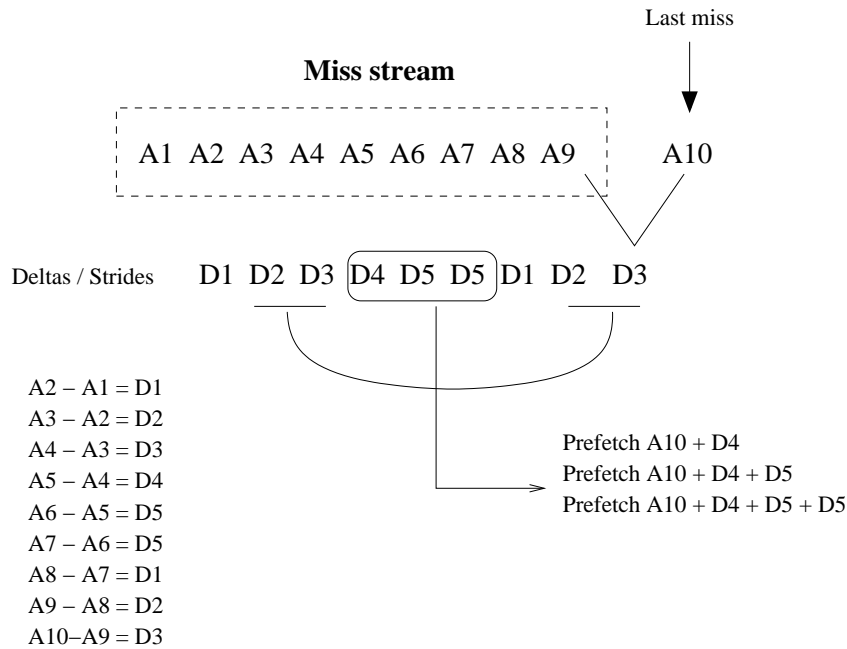 Last miss
Miss stream
A1 A2 A3 A4 A5 A6 A7 A8 A9 A10
Deltas / Strides D1 D2 D3 D4 D5 D5 D1 D2 D3
A2 − A1 = D1
A3 − A2 = D2
A4 − A3 = D3
A5 − A4 = D4
A6 − A5 = D5
A7 − A6 = D5
A8 − A7 = D1
A9 − A8 = D2
A10−A9 = D3
Prefetch A10 + D4
Prefetch A10 + D4 + D5
Prefetch A10 + D4 + D5 + D5